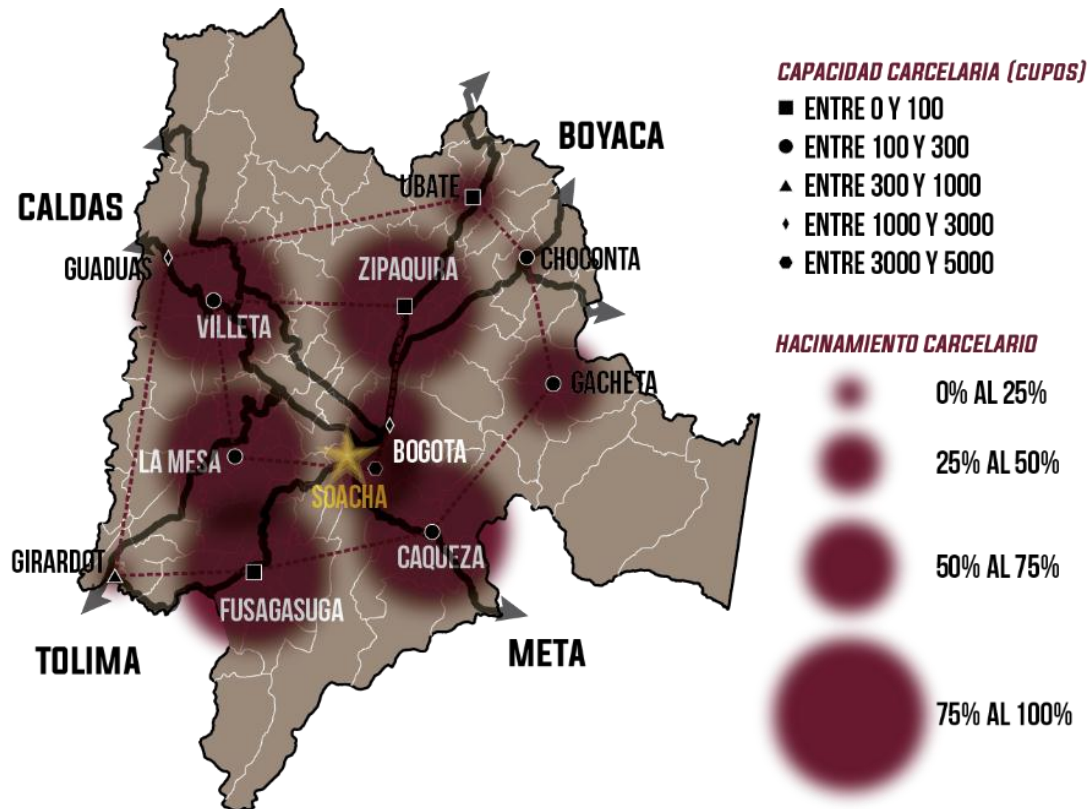 BOYACA
CALDAS
UBATE
GUADUAS
ZIPAQUIRA
CHOCONTA
VILLETA
GACHETA
LA MESA
BOGOTA
SOACHA
GIRARDOT
CAQUEZA
FUSAGASUGA
TOLIMA
META
CAPACIDAD CARCELARIA (CUPOS)
ENTRE 0 Y 100
ENTRE 100 Y 300
ENTRE 300 Y 1000
ENTRE 1000 Y 3000
ENTRE 3000 Y 5000
HACINAMIENTO CARCELARIO
0% AL 25%
25% AL 50%
50% AL 75%
75% AL 100%